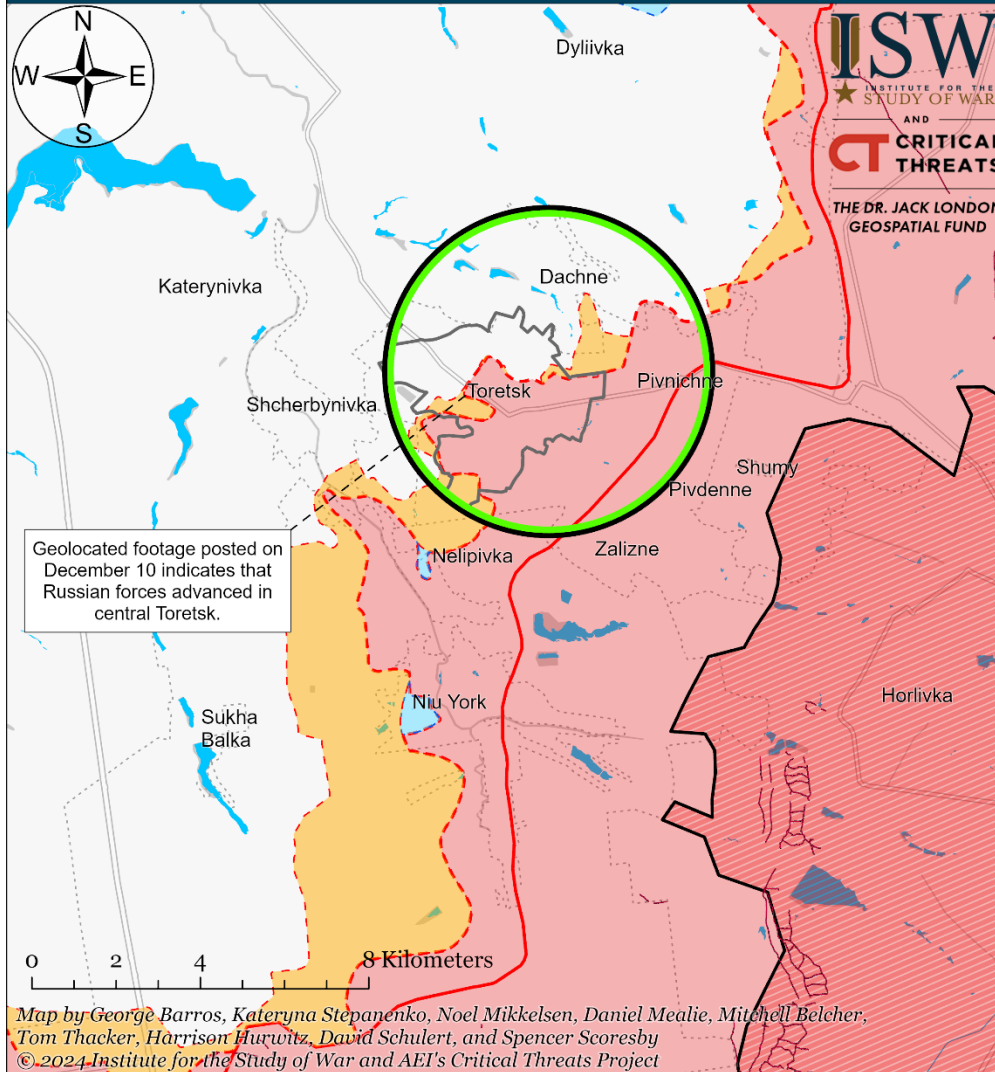 N
W
E
S
Dyliivka
ISW
INSTITUTE FOR THE
STUDY OF WAR
AND
CT CRITICAL
THREATS
THE DR. JACK LONDON
GEOSPATIAL FUND
Dachne
Katerynivka
Toretsk
Pivnichne
Shcherbynivka
Shumy
Pivdenne
Geolocated footage posted on
December 10 indicates that
Russian forces advanced in
central Toretsk.
Nelipivka
Zalizne
Niu York
Horlivka
Sukha
Balka
0 2 4 8 Kilometers
Map by George Barros, Kateryna Stepanenko, Noel Mikkelsen, Daniel Mealie, Mitchell Belcher,
Tom Thacker, Harrison Hurwitz, David Schulert, and Spencer Scoresby
© 2024 Institute for the Study of War and AEI's Critical Threats Project